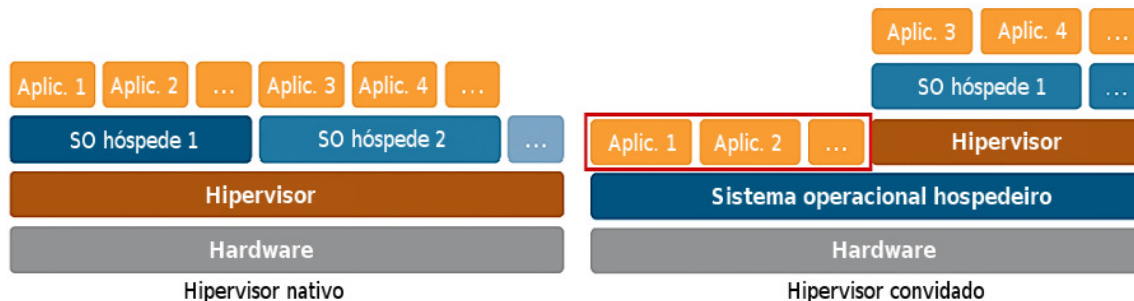 Aplic. 3 Aplic. 4 ...
Aplic. 1 Aplic. 2 ... Aplic. 3 Aplic. 4 ... SO hóspede 1 ...
SO hóspede 1 SO hóspede 2 ... Aplic. 1 Aplic. 2 ... Hipervisor
Hipervisor Sistema operacional hospedeiro
Hardware Hardware
Hipervisor nativo Hipervisor convidado